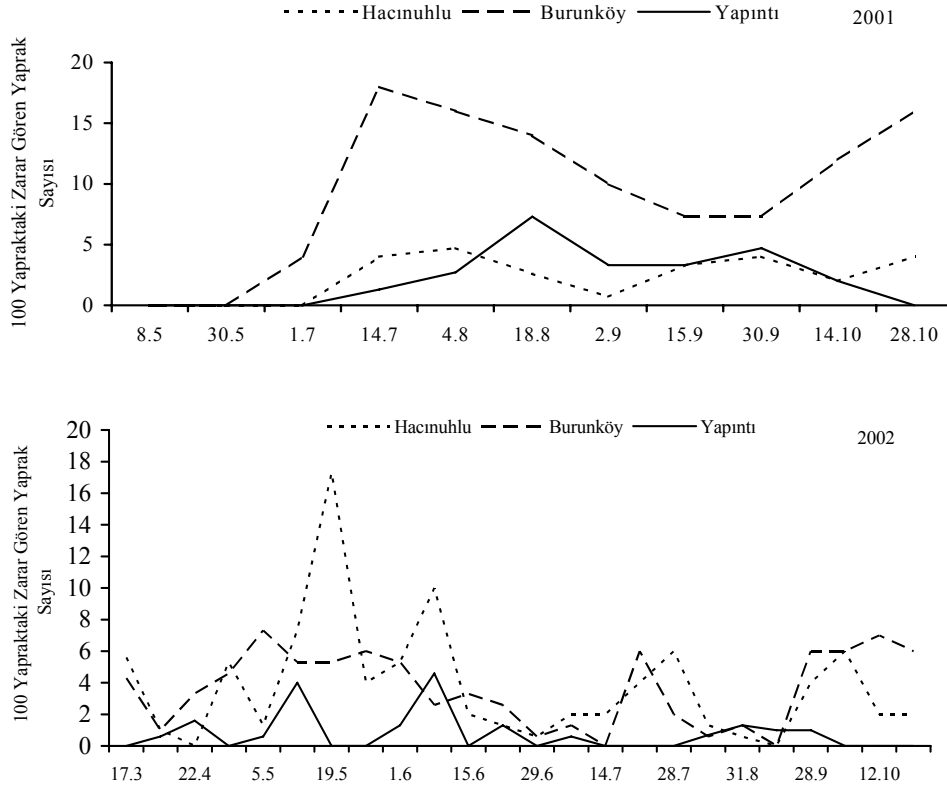 Hacınuhlu Burunköy Yapıntı 2001
100 Yapraktaki Zarar Gören Yaprak
Sayısı
20
15
10
5
0
8.5 30.5 1.7 14.7 4.8 18.8 2.9 15.9 30.9 14.10 28.10
Hacınuhlu Burunköy Yapıntı 2002
100 Yapraktaki Zarar Gören Yaprak
Sayısı
20
18
16
14
12
10
8
6
4
2
0
17.3 22.4 5.5 19.5 1.6 15.6 29.6 14.7 28.7 31.8 28.9 12.10